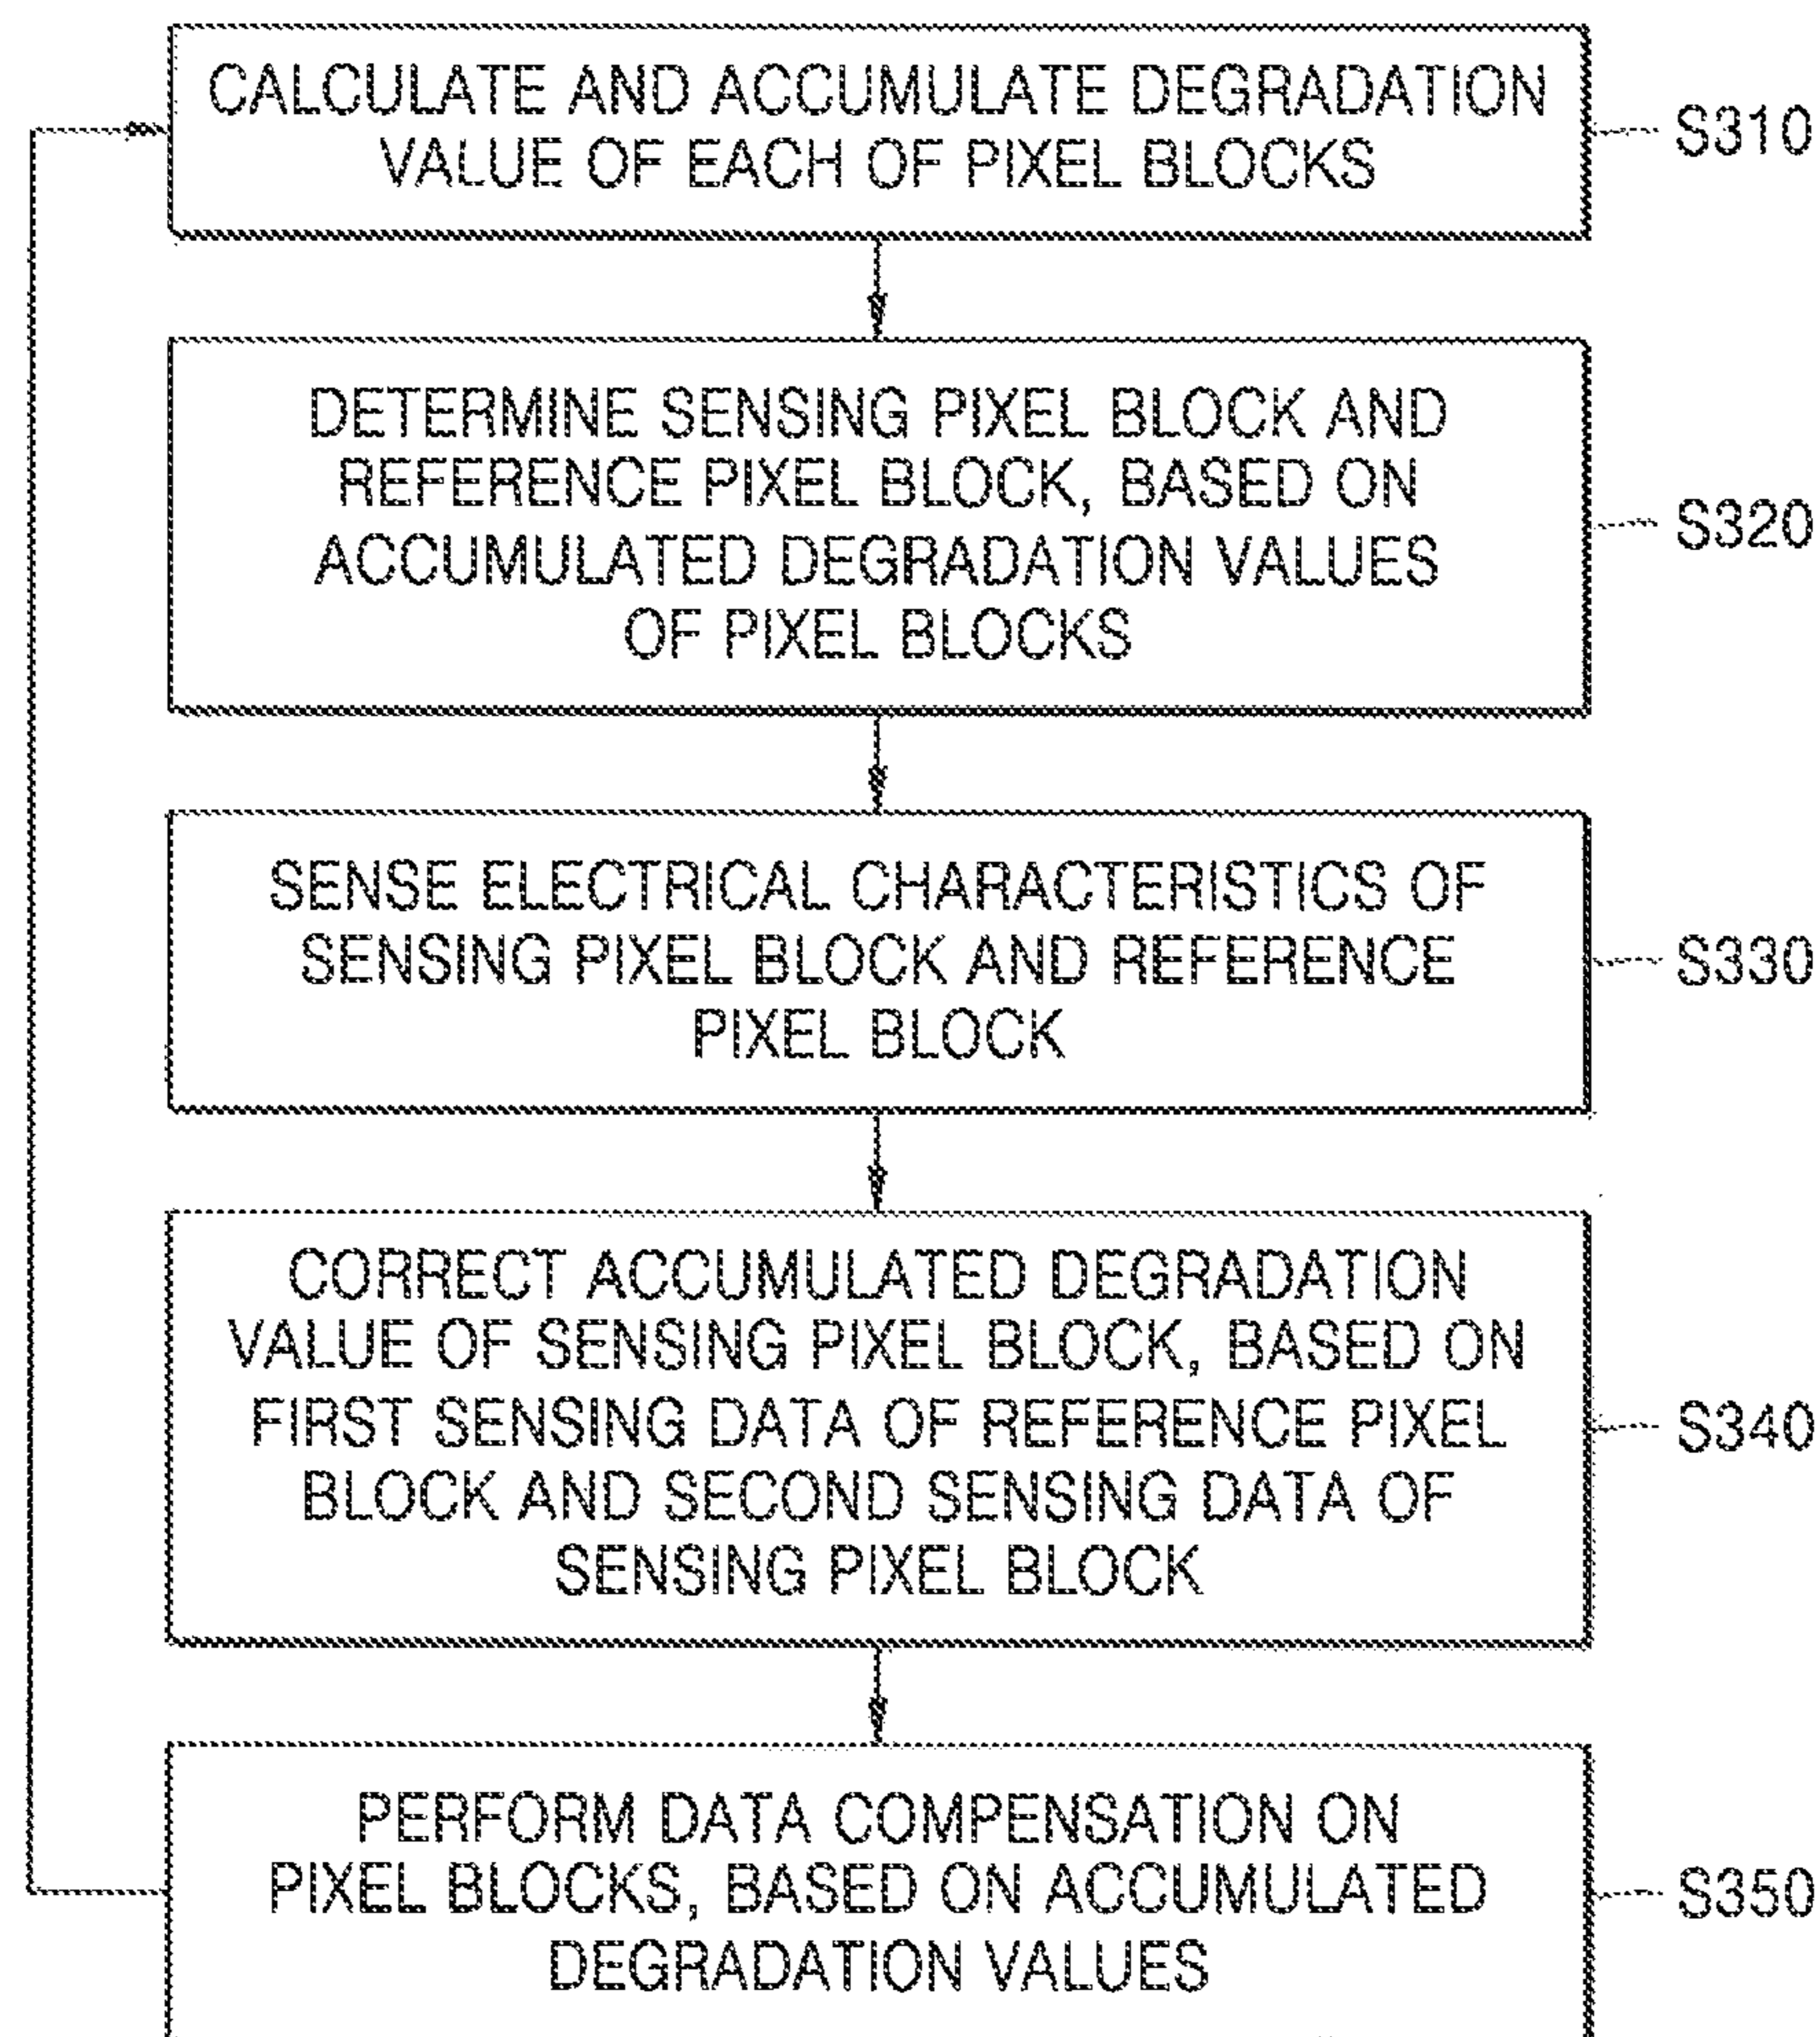 CALCULATE AND ACCUMULATE DEGRADATION
VALUE OF EACH OF PIXEL BLOCKS
S310
DETERMINE SENSING PIXEL BLOCK AND
REFERENCE PIXEL BLOCK, BASED ON
ACCUMULATED DEGRADATION VALUES
OF PIXEL BLOCKS
S320
SENSE ELECTRICAL CHARACTERISTICS OF
SENSING PIXEL BLOCK AND REFERENCE
PIXEL BLOCK
S330
CORRECT ACCUMULATED DEGRADATION
VALUE OF SENSING PIXEL BLOCK, BASED ON
FIRST SENSING DATA OF REFERENCE PIXEL
BLOCK AND SECOND SENSING DATA OF
SENSING PIXEL BLOCK
S340
PERFORM DATA COMPENSATION ON
PIXEL BLOCKS, BASED ON ACCUMULATED
DEGRADATION VALUES
S350